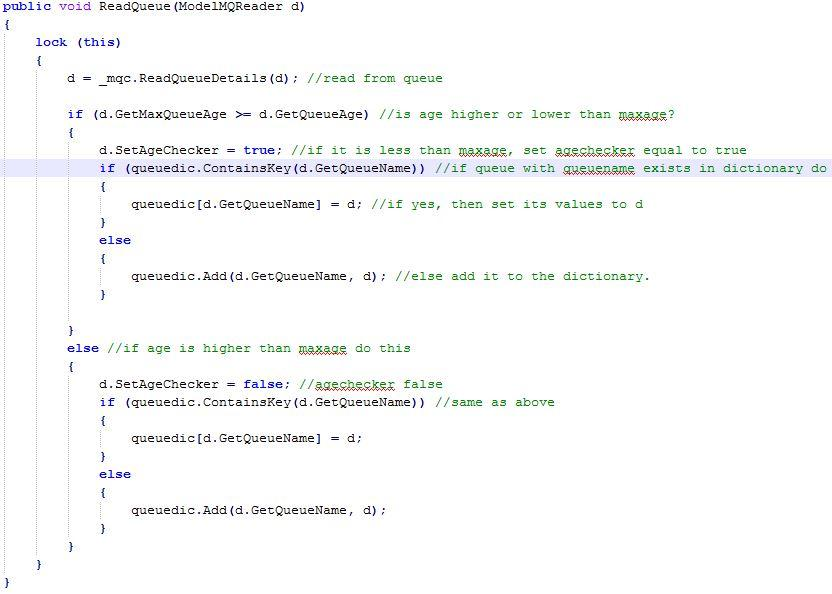 public void ReadQueue(ModelMQReader d)
{
lock (this)
{
d = _mqc.ReadQueueDetails(d); //read from queue
if (d.GetMaxQueueAge >= d.GetQueueAge) //is age higher or lower than maxage?
{
d.SetAgeChecker = true; //if it is less than maxage, set agechecker equal to true
if (queuedic.ContainsKey(d.GetQueueName)) //if queue with queuename exists in dictionary do
{
queuedic[d.GetQueueName] = d; //if yes, then set its values to d
}
else
{
queuedic.Add(d.GetQueueName, d); //else add it to the dictionary.
}
}
else //if age is higher than maxage do this
{
d.SetAgeChecker = false; //agechecker false
if (queuedic.ContainsKey(d.GetQueueName)) //same as above
{
queuedic[d.GetQueueName] = d;
}
else
{
queuedic.Add(d.GetQueueName, d);
}
}
}
}